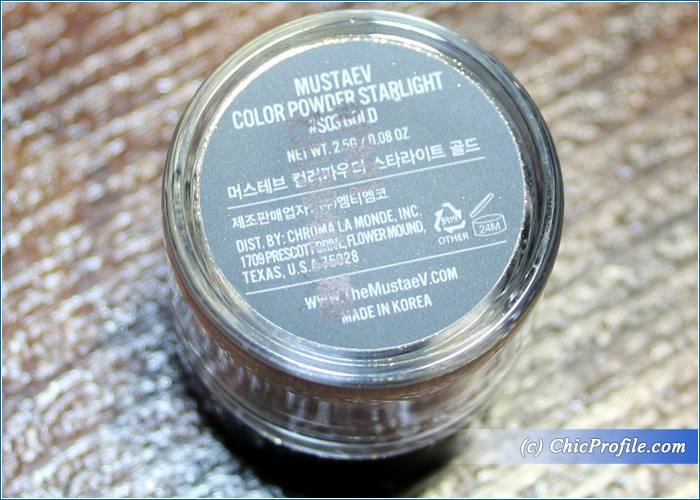 MUSTAEV
COLOR POWDER STARLIGHT
#S03 GOLD
NET WT. 2.5G / 0.08 OZ
머스테브 컬러파우더 스타라이트 골드
제조판매업자: (주)엠티엠코
DIST. BY: CHROMA LA MONDE, INC.
1709 PRESCOTT DRIVE, FLOWER MOUND,
TEXAS, U.S.A 75028
OTHER
24M
WWW.TheMustaeV.COM
MADE IN KOREA
(c) ChicProfile.com